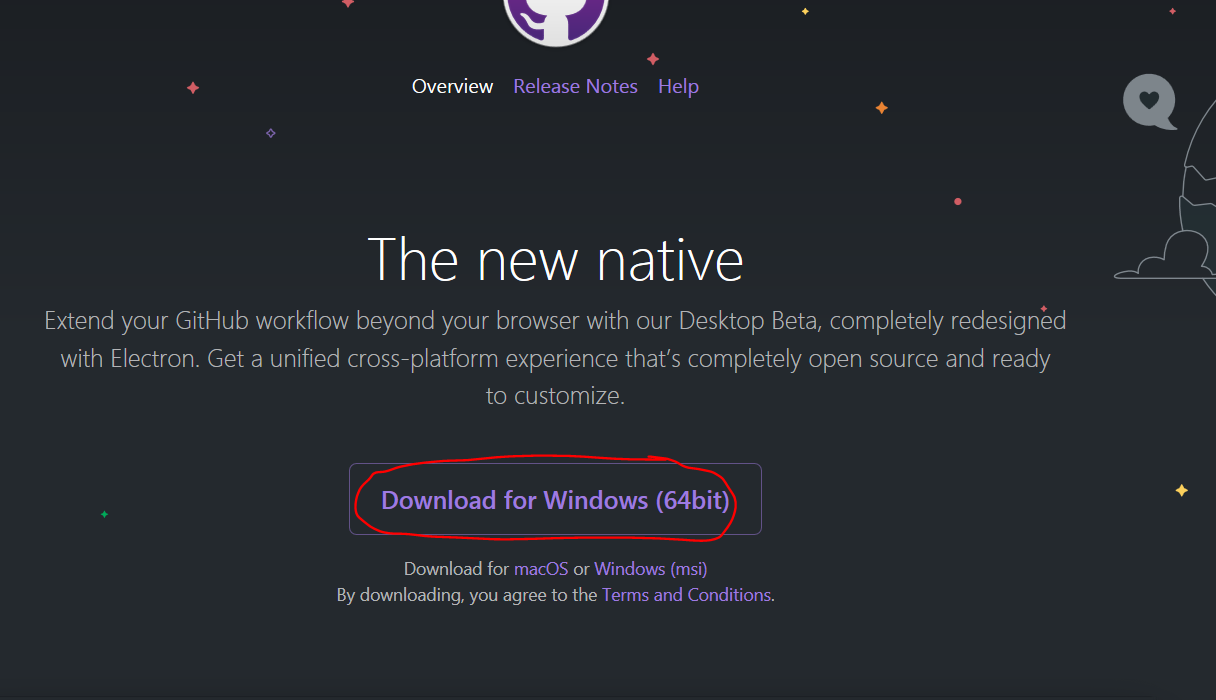 Overview Release Notes Help
The new native
Extend your GitHub workflow beyond your browser with our Desktop Beta, completely redesigned
with Electron. Get a unified cross-platform experience that’s completely open source and ready
to customize.
Download for Windows (64bit)
Download for macOS or Windows (msi)
By downloading, you agree to the Terms and Conditions.